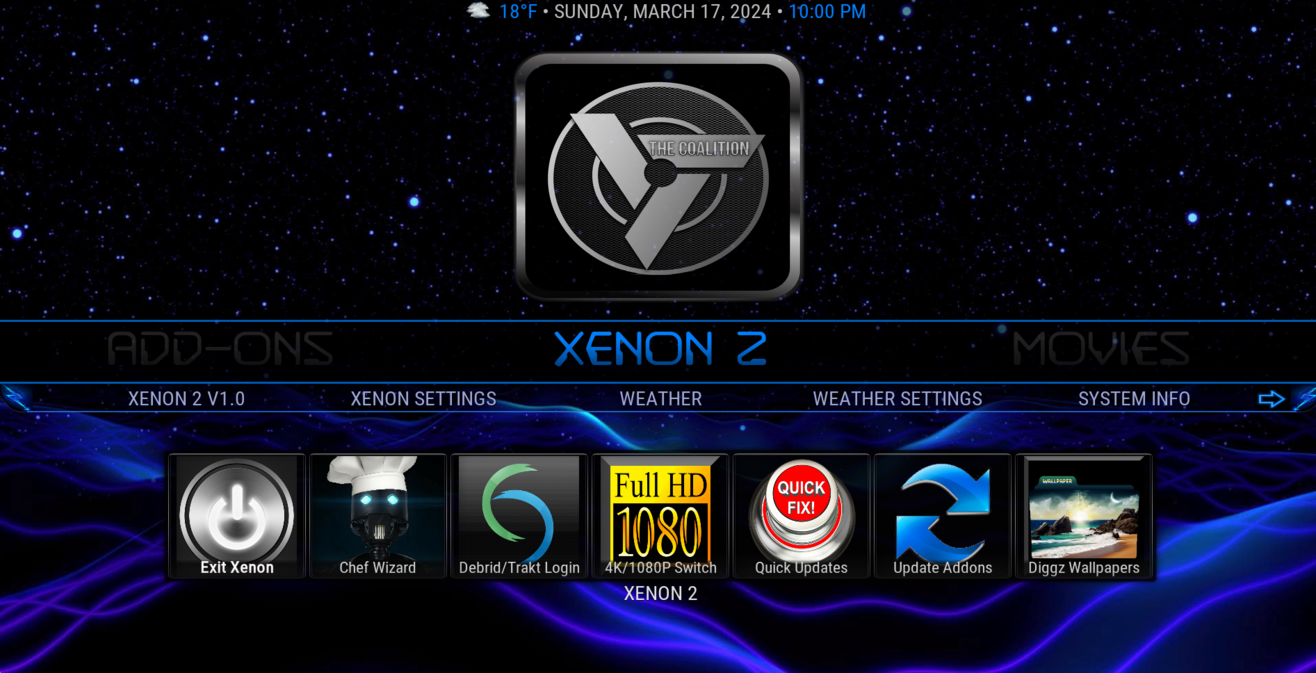 18°F • SUNDAY, MARCH 17, 2024 • 10:00 PM
THE COALITION
ADD-ONS XENON 2 MOVIES
XENON 2 V1.0 XENON SETTINGS WEATHER WEATHER SETTINGS SYSTEM INFO
Full HD
1080
QUICK
FIX!
WALLPAPER
Exit Xenon Chef Wizard Debrid/Trakt Login 4K/1080P Switch Quick Updates Update Addons Diggz Wallpapers
XENON 2